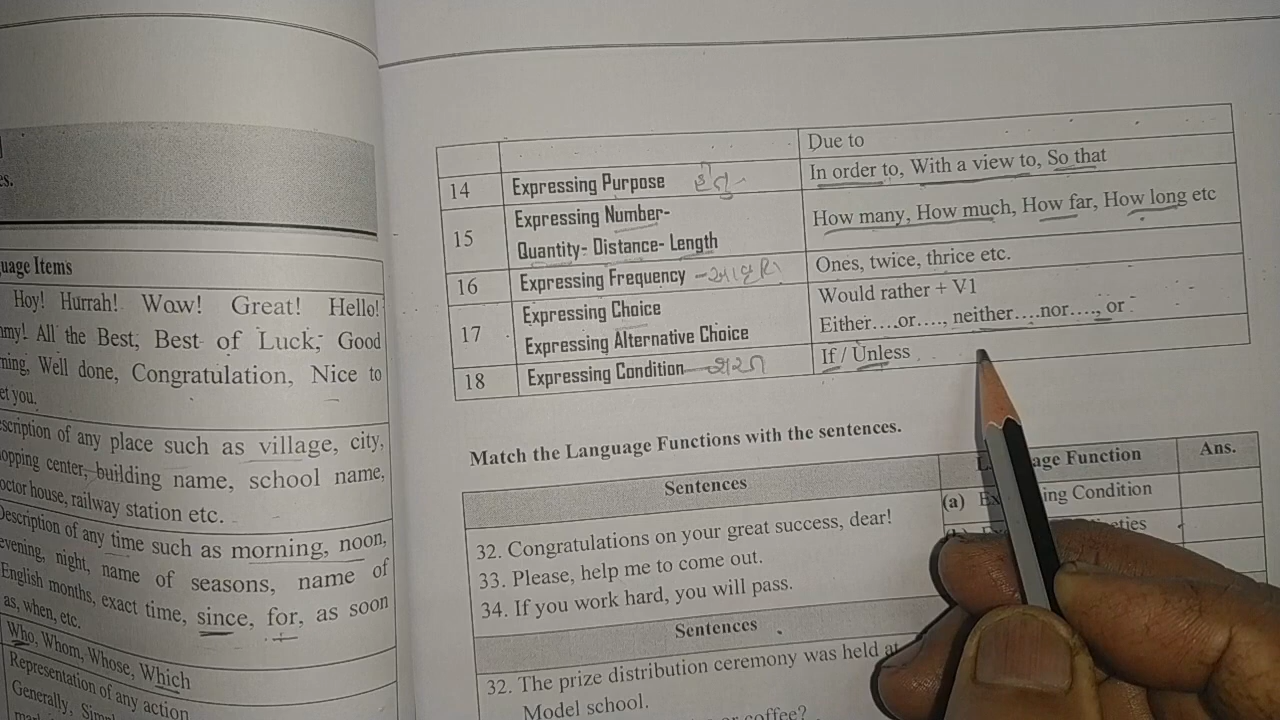 es.
uage Items
Hoy! Hurrah! Wow! Great! Hello!
my! All the Best, Best of Luck, Good
ning, Well done, Congratulation, Nice to
et you.
escription of any place such as village, city,
opping center, building name, school name,
octor house, railway station etc.
Description of any time such as morning, noon,
evening, night, name of seasons, name of
English months, exact time, since, for, as soon
as, when, etc.
Who, Whom, Whose, Which
Representation of any action
Generally,
Due to
14 Expressing Purpose હેતુ- In order to, With a view to, So that
15 Expressing Number-
Quantity- Distance- Length How many, How much, How far, How long etc
16 Expressing Frequency Ones, twice, thrice etc.
17 Expressing Choice Would rather + V1
Expressing Alternative Choice Either....or...., neither....nor...., or
18 Expressing Condition શરત If / Unless
Match the Language Functions with the sentences.
Sentences age Function Ans.
32. Congratulations on your great success, dear! (a) Ex ing Condition
33. Please, help me to come out. eties
34. If you work hard, you will pass.
Sentences
32. The prize distribution ceremony was held at
Model school.
or coffee?